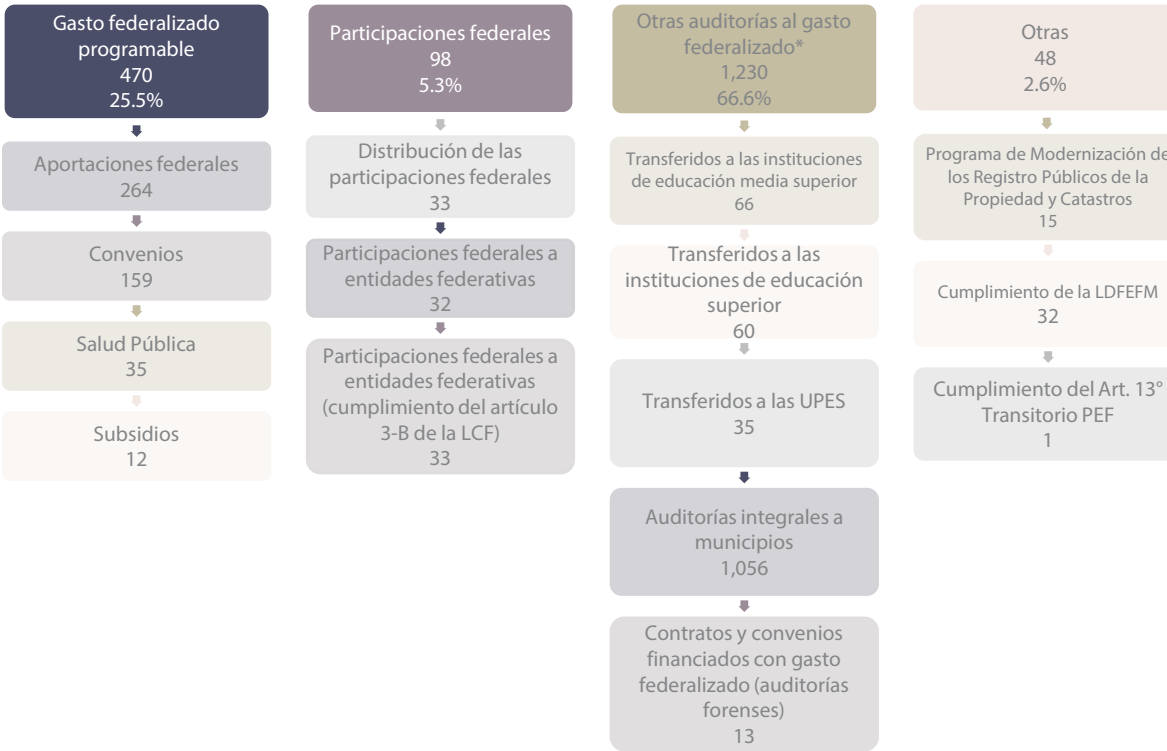 Gasto federalizado
programable
470
25.5%
Aportaciones federales
264
Convenios
159
Salud Pública
35
Subsidios
12
Participaciones federales
98
5.3%
Distribución de las
participaciones federales
33
Participaciones federales a
entidades federativas
32
Participaciones federales a
entidades federativas
(cumplimiento del artículo
3-B de la LCF)
33
Otras auditorías al gasto
federalizado*
1,230
66.6%
Transferidos a las instituciones
de educación media superior
66
Transferidos a las
instituciones de educación
superior
60
Transferidos a las UPES
35
Auditorías integrales a
municipios
1,056
Contratos y convenios
financiados con gasto
federalizado (auditorías
forenses)
13
Otras
48
2.6%
Programa de Modernización de
los Registro Públicos de la
Propiedad y Catastros
15
Cumplimiento de la LDFEFM
32
Cumplimiento del Art. 13°
Transitorio PEF
1